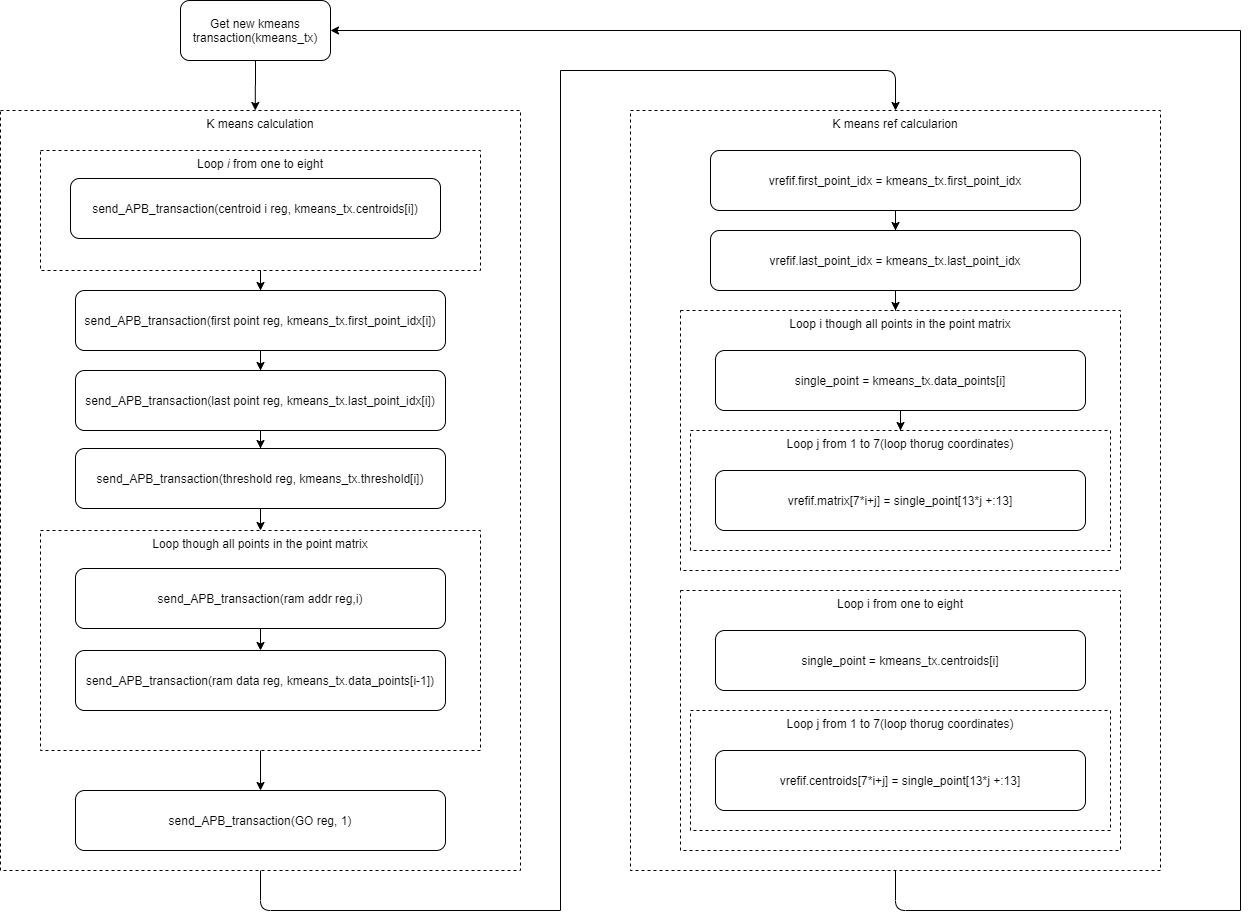 Get new kmeans
transaction(kmeans_tx)
K means calculation
Loop i from one to eight
send_APB_transaction(centroid i reg, kmeans_tx.centroids[i])
send_APB_transaction(first point reg, kmeans_tx.first_point_idx[i])
send_APB_transaction(last point reg, kmeans_tx.last_point_idx[i])
send_APB_transaction(threshold reg, kmeans_tx.threshold[i])
Loop though all points in the point matrix
send_APB_transaction(ram addr reg,i)
send_APB_transaction(ram data reg, kmeans_tx.data_points[i-1])
send_APB_transaction(GO reg, 1)
K means ref calcularion
vrefif.first_point_idx = kmeans_tx.first_point_idx
vrefif.last_point_idx = kmeans_tx.last_point_idx
Loop i though all points in the point matrix
single_point = kmeans_tx.data_points[i]
Loop j from 1 to 7(loop thorug coordinates)
vrefif.matrix[7*i+j] = single_point[13*j +:13]
Loop i from one to eight
single_point = kmeans_tx.centroids[i]
Loop j from 1 to 7(loop thorug coordinates)
vrefif.centroids[7*i+j] = single_point[13*j +:13]